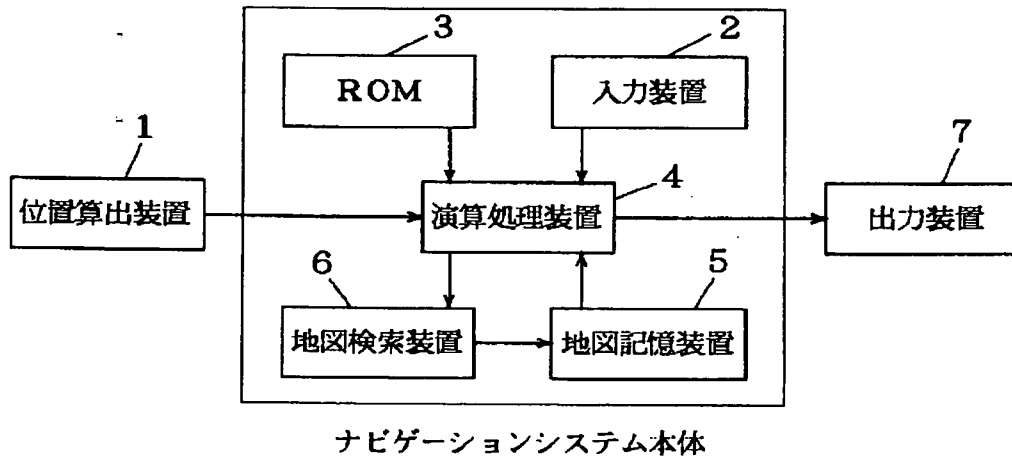 3
2
ROM
入力装置
1
7
4
位置算出装置
演算処理装置
出力装置
6
5
地図検索装置
地図記憶装置
ナビゲーションシステム本体